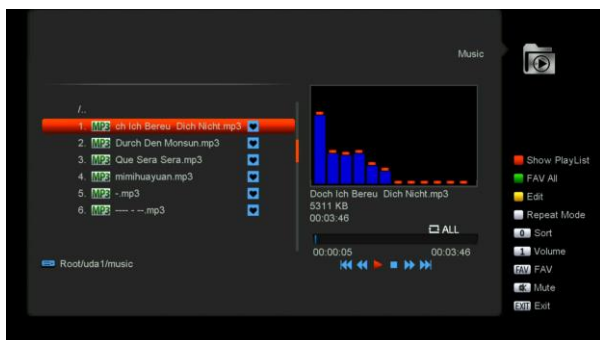 Music
/..
1. MP3 ch Ich Bereu Dich Nicht.mp3
2. MP3 Durch Den Monsun.mp3
3. MP3 Que Sera Sera.mp3
4. MP3 mimihuayuan.mp3
5. MP3 -.mp3
6. MP3 ---- - --.mp3
Root/uda1/music
Doch Ich Bereu Dich Nicht.mp3
5311 KB
00:03:46
ALL
00:00:05 00:03:46
Show PlayList
FAV All
Edit
Repeat Mode
0 Sort
1 Volume
FAV FAV
Mute
EXIT Exit